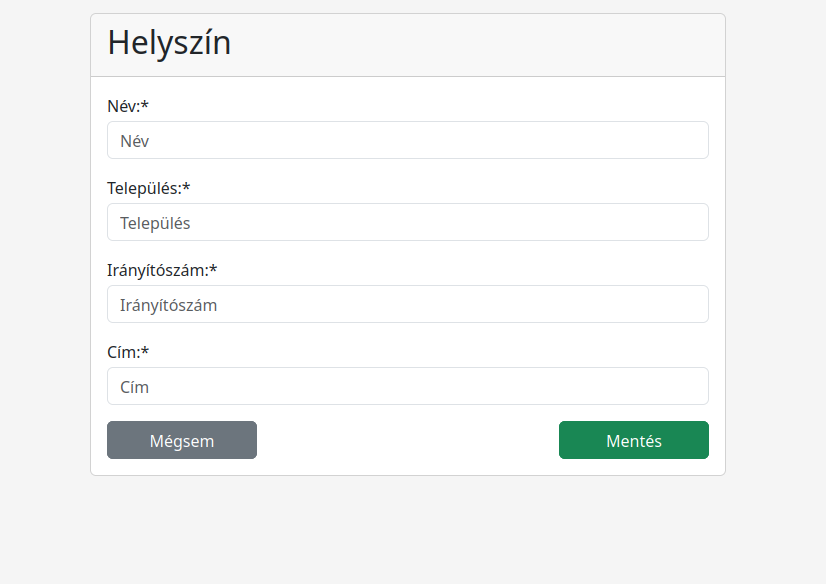 Helyszín
Név:*
Név
Település:*
Település
Irányítószám:*
Irányítószám
Cím:*
Cím
Mégsem
Mentés